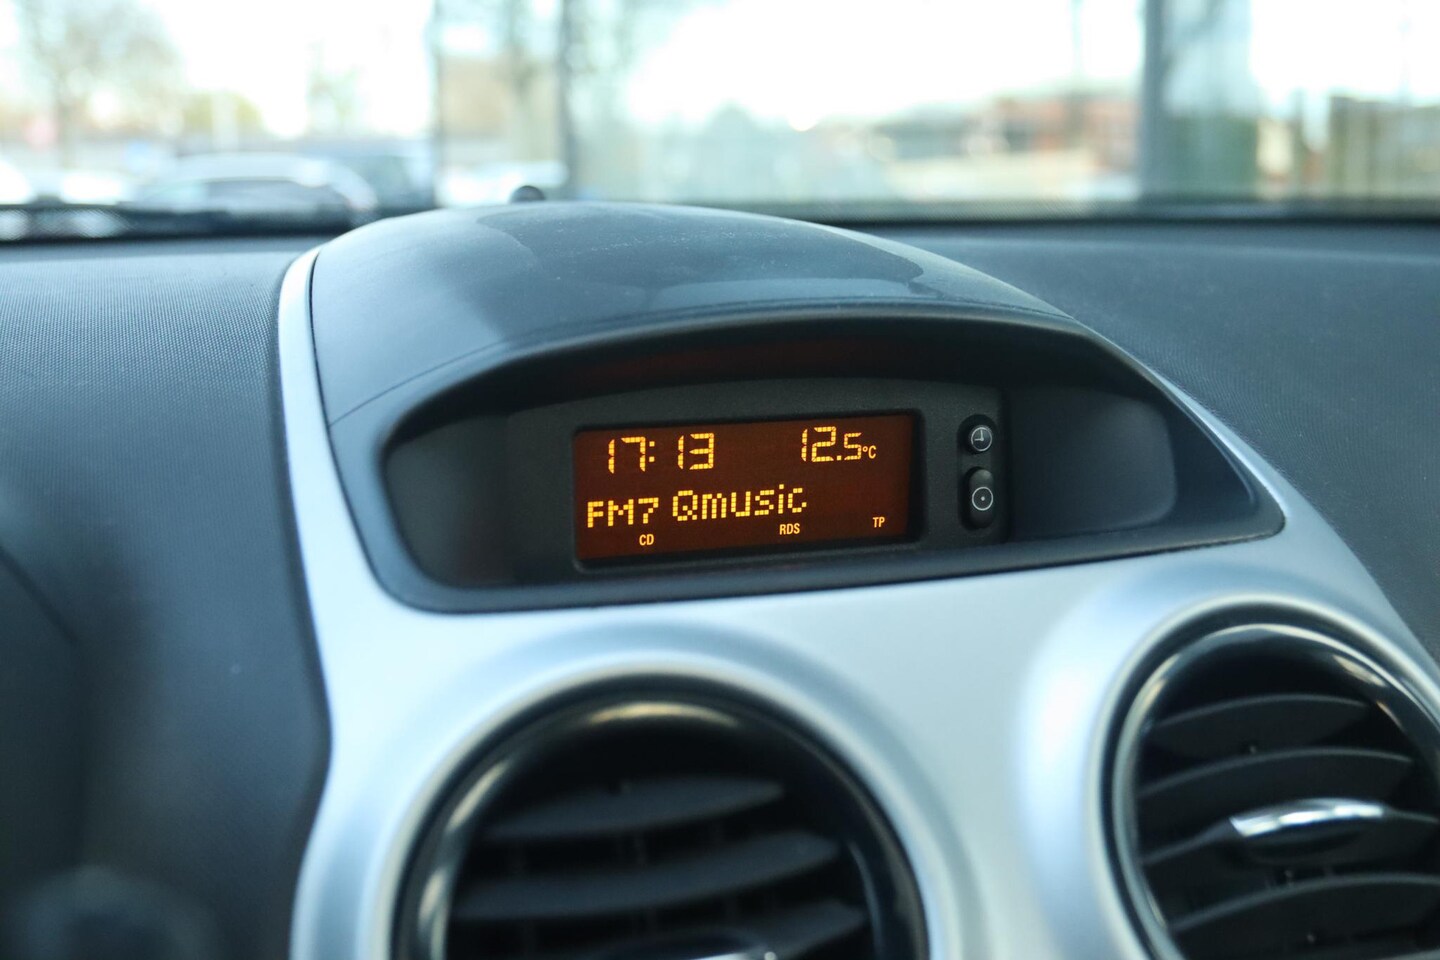 17:13 12.5°C
FM7 Qmusic
CD RDS TP